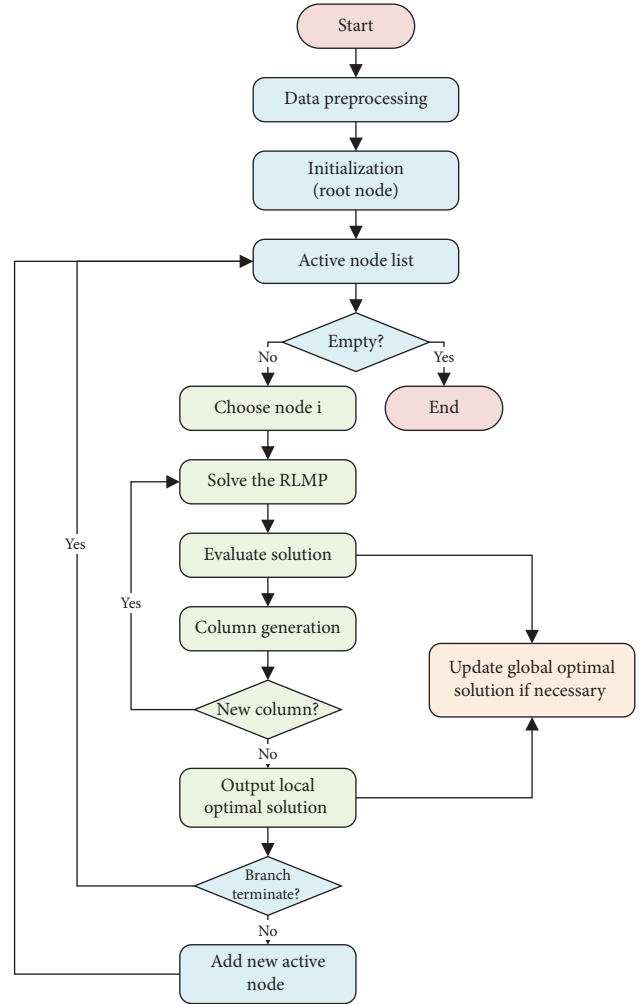 Start
Data preprocessing
Initialization
(root node)
Active node list
Empty?
No
Yes
Choose node i
End
Solve the RLMP
Yes
Evaluate solution
Yes
Column generation
Update global optimal
solution if necessary
New column?
No
Output local
optimal solution
Branch
terminate?
No
Add new active
node